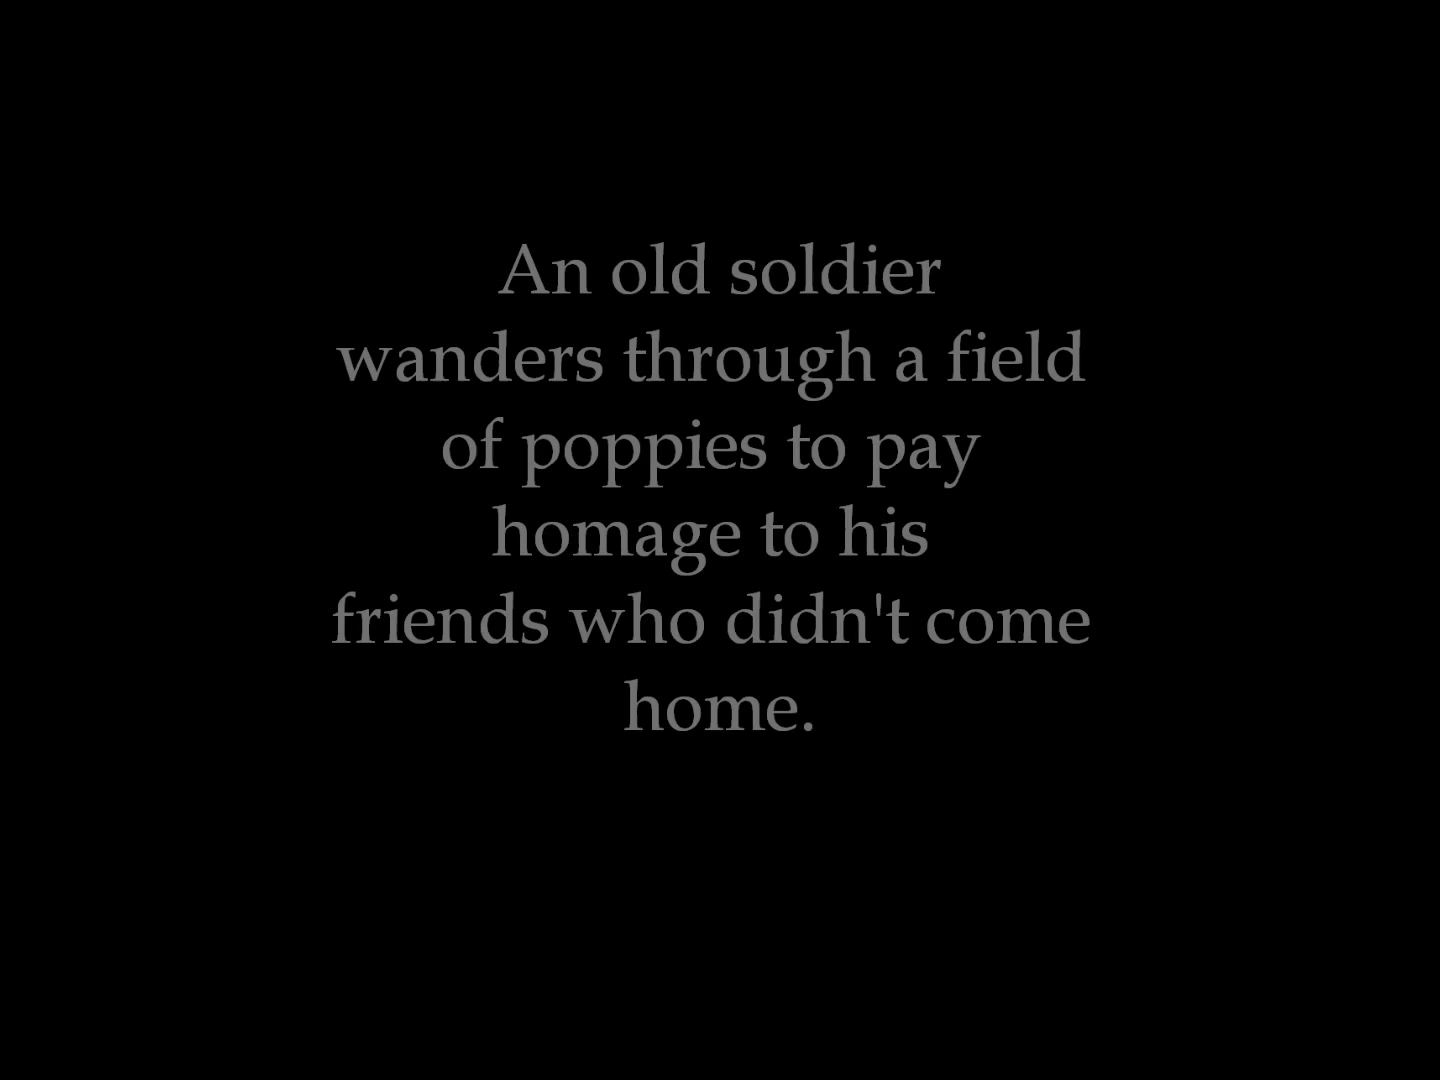 An old soldier
wanders through a field
of poppies to pay
homage to his
friends who didn't come
home.